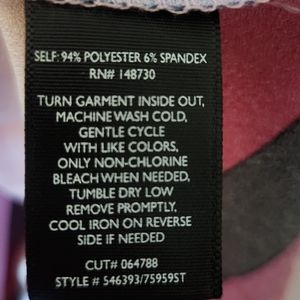 SELF: 94% POLYESTER 6% SPANDEX
RN# 148730
TURN GARMENT INSIDE OUT,
MACHINE WASH COLD,
GENTLE CYCLE
WITH LIKE COLORS,
ONLY NON-CHLORINE
BLEACH WHEN NEEDED,
TUMBLE DRY LOW
REMOVE PROMPTLY,
COOL IRON ON REVERSE
SIDE IF NEEDED
CUT# 064788
STYLE # 546393/75959ST